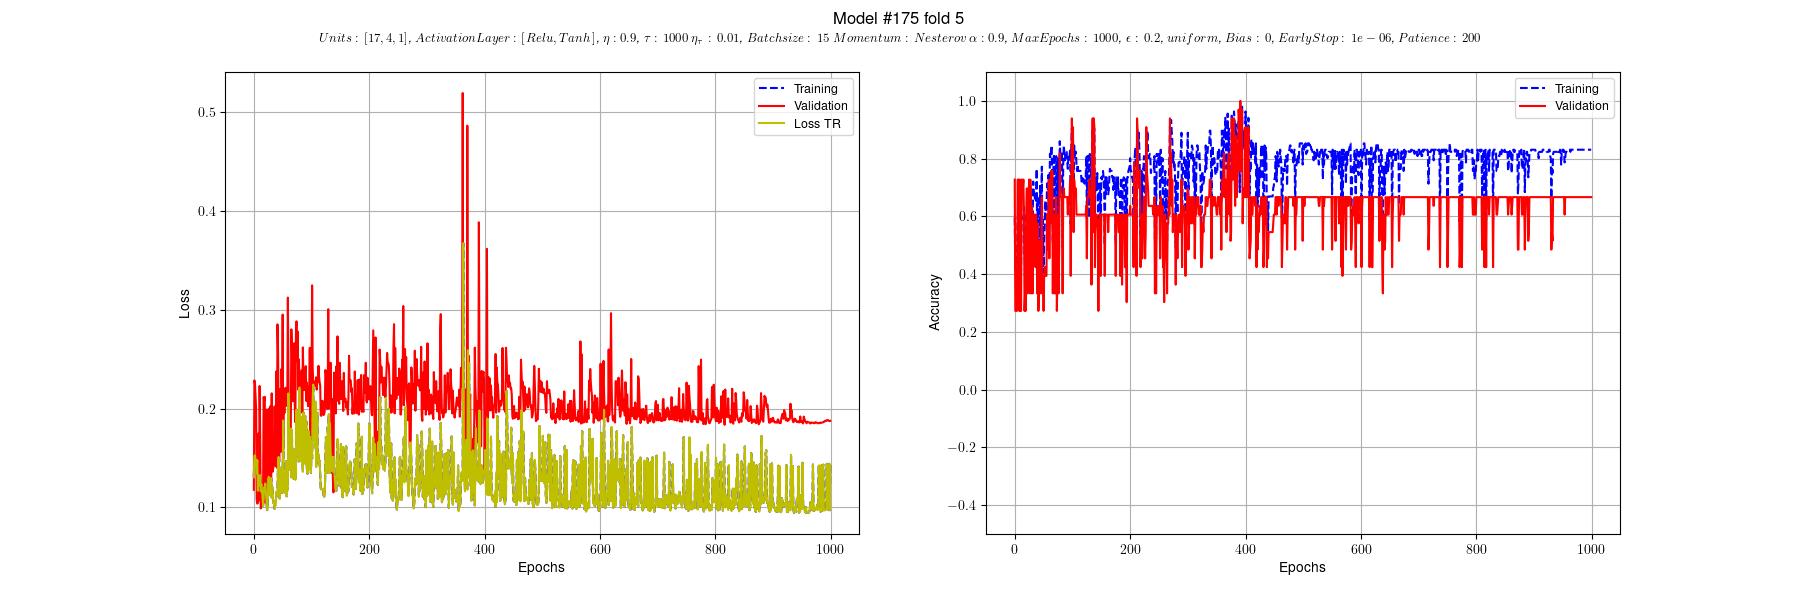 Model #175 fold 5
Units : [17, 4, 1], ActivationLayer : [Relu, Tanh], η : 0.9, τ : 1000 η_τ : 0.01, Batchsize : 15 Momentum : Nesterov α : 0.9, MaxEpochs : 1000, ϵ : 0.2, uniform, Bias : 0, EarlyStop : 1e − 06, Patience : 200
Training
Validation
Loss TR
0.5
0.4
0.3
0.2
0.1
Loss
0 200 400 600 800 1000
Epochs
Training
Validation
1.0
0.8
0.6
0.4
0.2
0.0
−0.2
−0.4
Accuracy
0 200 400 600 800 1000
Epochs